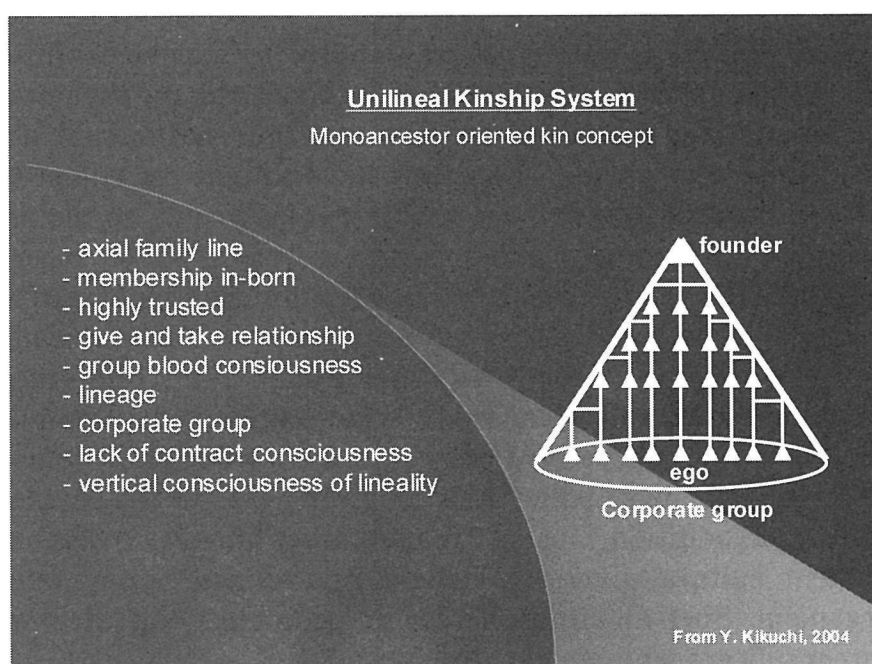 Unilineal Kinship System
Monoancestor oriented kin concept
- axial family line
- membership in-born
- highly trusted
- give and take relationship
- group blood consiousness
- lineage
- corporate group
- lack of contract consciousness
- vertical consciousness of lineality
founder
ego
Corporate group
From Y. Kikuchi, 2004